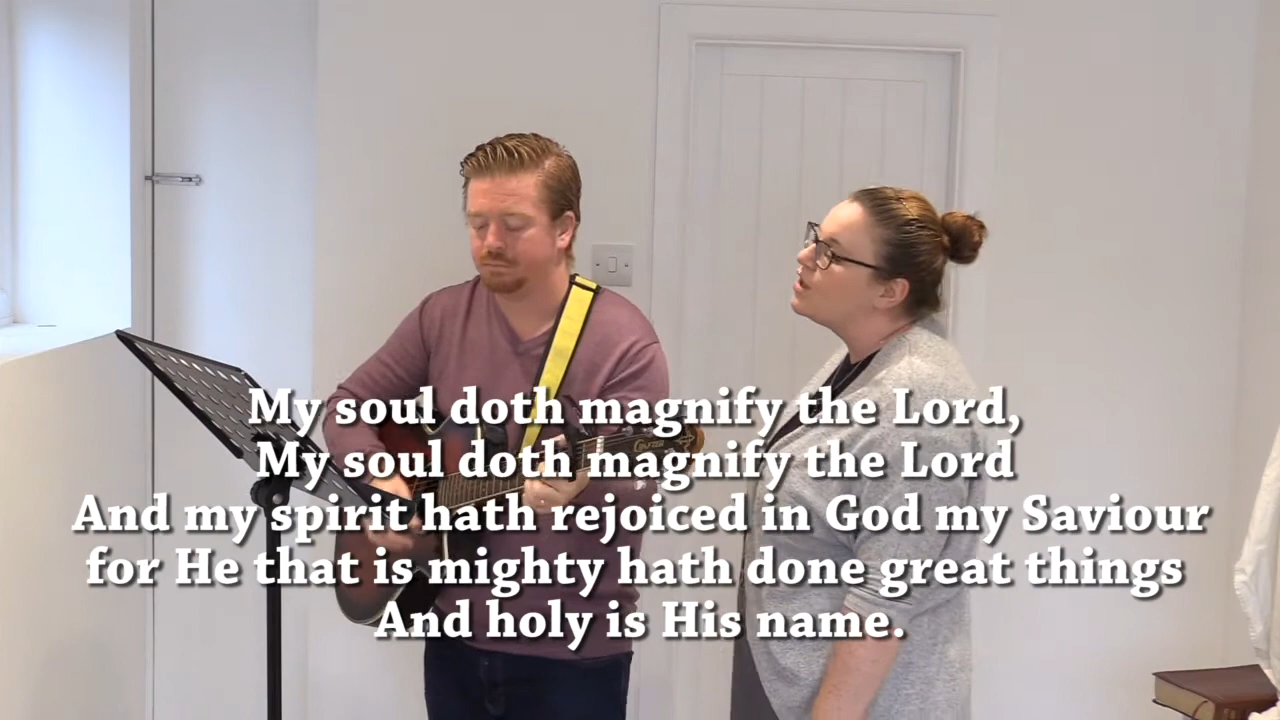 My soul doth magnify the Lord,
My soul doth magnify the Lord
And my spirit hath rejoiced in God my Saviour
for He that is mighty hath done great things
And holy is His name.